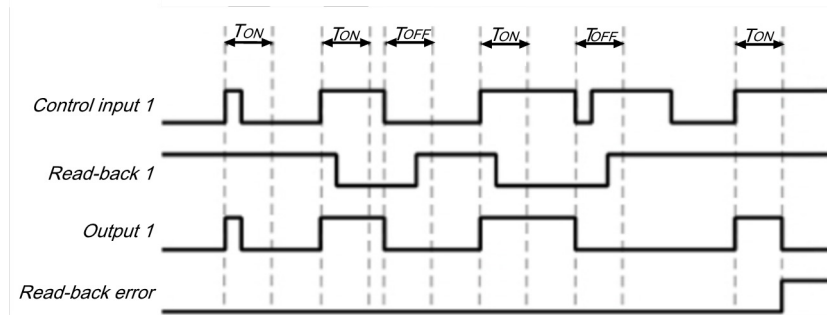 TON TON TOFF TON TOFF TON
Control input 1
Read-back 1
Output 1
Read-back error